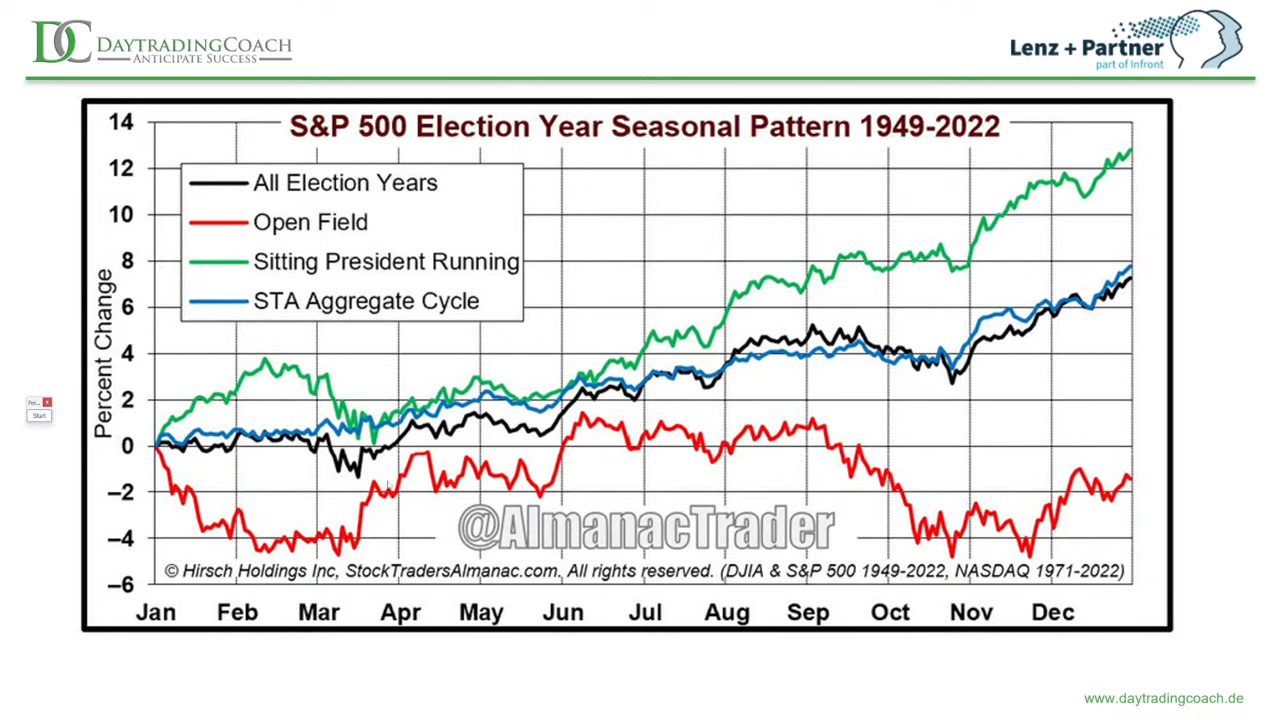 DC DAYTRADINGCOACH
ANTICIPATE SUCCESS
Lenz + Partner
part of Infront
S&P 500 Election Year Seasonal Pattern 1949-2022
14
12
10
8
6
4
2
0
–2
–4
–6
Percent Change
All Election Years
Open Field
Sitting President Running
STA Aggregate Cycle
Poi...
x
Start
@AlmanacTrader
© Hirsch Holdings Inc, StockTradersAlmanac.com. All rights reserved. (DJIA & S&P 500 1949-2022, NASDAQ 1971-2022)
Jan Feb Mar Apr May Jun Jul Aug Sep Oct Nov Dec
www.daytradingcoach.de